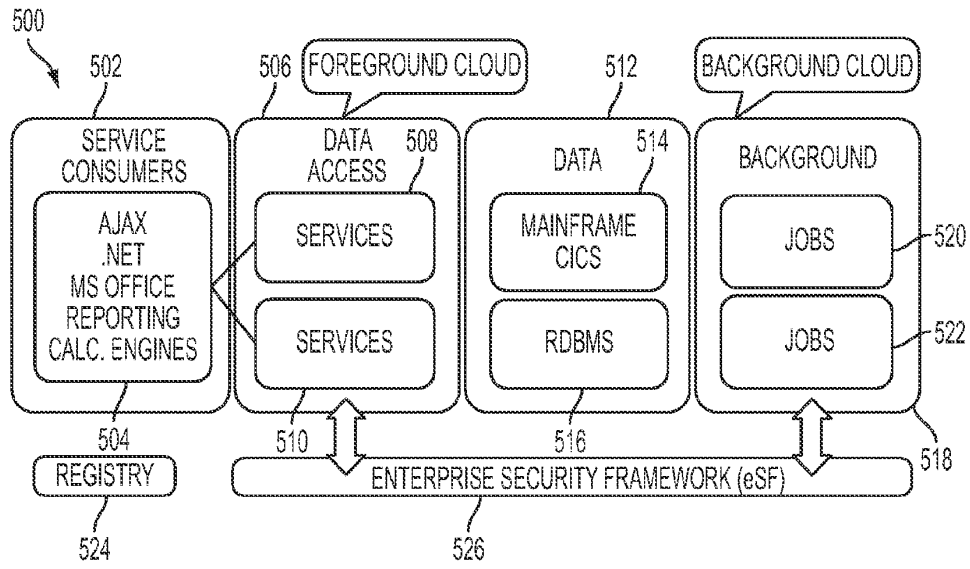 500
502
506
FOREGROUND CLOUD
512
BACKGROUND CLOUD
SERVICE
CONSUMERS
AJAX
.NET
MS OFFICE
REPORTING
CALC. ENGINES
504
DATA
ACCESS
508
SERVICES
SERVICES
510
DATA
514
MAINFRAME
CICS
RDBMS
516
BACKGROUND
JOBS
520
JOBS
522
518
REGISTRY
524
ENTERPRISE SECURITY FRAMEWORK (eSF)
526